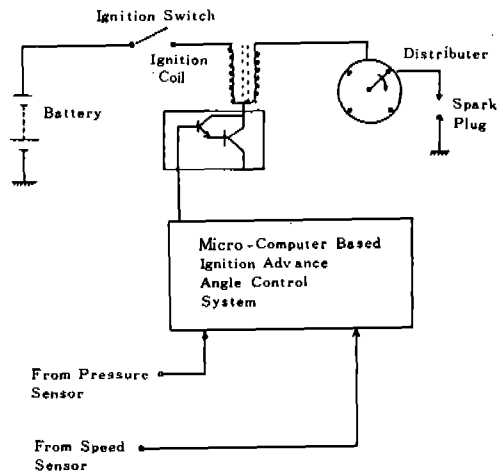 Ignition Switch
Ignition
Coil
Distributer
Battery
Spark
Plug
Micro-Computer Based
Ignition Advance
Angle Control
System
From Pressure
Sensor
From Speed
Sensor